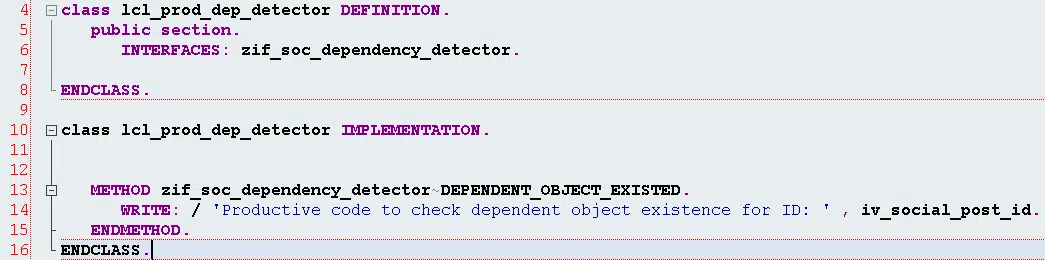 4 class lcl_prod_dep_detector DEFINITION.
5 public section.
6 INTERFACES: zif_soc_dependency_detector.
7
8 ENDCLASS.
9
10 class lcl_prod_dep_detector IMPLEMENTATION.
11
12
13 METHOD zif_soc_dependency_detector~DEPENDENT_OBJECT_EXISTED.
14 WRITE: / 'Productive code to check dependent object existence for ID: ' , iv_social_post_id.
15 ENDMETHOD.
16 ENDCLASS.